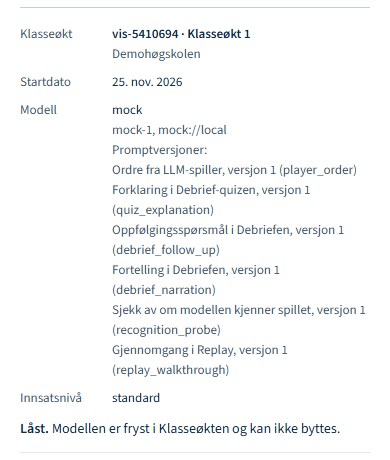 Klasseøkt vis-5410694 · Klasseøkt 1
Demohøgskolen
Startdato 25. nov. 2026
Modell mock
mock-1, mock://local
Promptversjoner:
Ordre fra LLM-spiller, versjon 1 (player_order)
Forklaring i Debrief-quizen, versjon 1
(quiz_explanation)
Oppfølgingsspørsmål i Debriefen, versjon 1
(debrief_follow_up)
Fortelling i Debriefen, versjon 1
(debrief_narration)
Sjekk av om modellen kjenner spillet, versjon 1
(recognition_probe)
Gjennomgang i Replay, versjon 1
(replay_walkthrough)
Innsatsnivå standard
Låst. Modellen er fryst i Klasseøkten og kan ikke byttes.